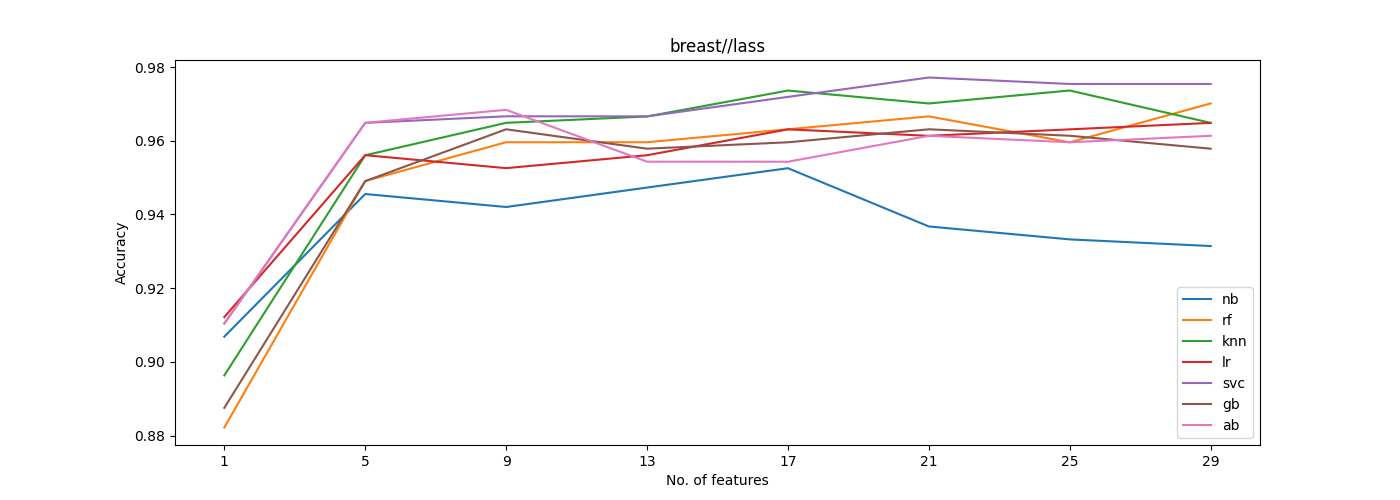 breast//lass
Accuracy
0.98
0.96
0.94
0.92
0.90
0.88
1 5 9 13 17 21 25 29
No. of features
nb
rf
knn
lr
svc
gb
ab